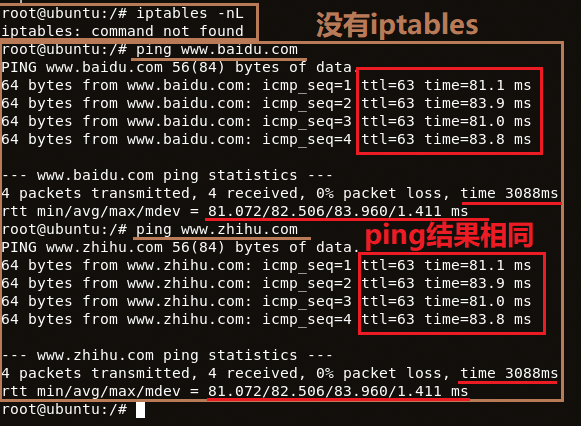 root@ubuntu:/# iptables -nL
iptables: command not found
没有iptables
root@ubuntu:/# ping www.baidu.com
PING www.baidu.com 56(84) bytes of data.
64 bytes from www.baidu.com: icmp_seq=1 ttl=63 time=81.1 ms
64 bytes from www.baidu.com: icmp_seq=2 ttl=63 time=83.9 ms
64 bytes from www.baidu.com: icmp_seq=3 ttl=63 time=81.0 ms
64 bytes from www.baidu.com: icmp_seq=4 ttl=63 time=83.8 ms
--- www.baidu.com ping statistics ---
4 packets transmitted, 4 received, 0% packet loss, time 3088ms
rtt min/avg/max/mdev = 81.072/82.506/83.960/1.411 ms
root@ubuntu:/# ping www.zhihu.com
ping结果相同
PING www.zhihu.com 56(84) bytes of data.
64 bytes from www.zhihu.com: icmp_seq=1 ttl=63 time=81.1 ms
64 bytes from www.zhihu.com: icmp_seq=2 ttl=63 time=83.9 ms
64 bytes from www.zhihu.com: icmp_seq=3 ttl=63 time=81.0 ms
64 bytes from www.zhihu.com: icmp_seq=4 ttl=63 time=83.8 ms
--- www.zhihu.com ping statistics ---
4 packets transmitted, 4 received, 0% packet loss, time 3088ms
rtt min/avg/max/mdev = 81.072/82.506/83.960/1.411 ms
root@ubuntu:/#